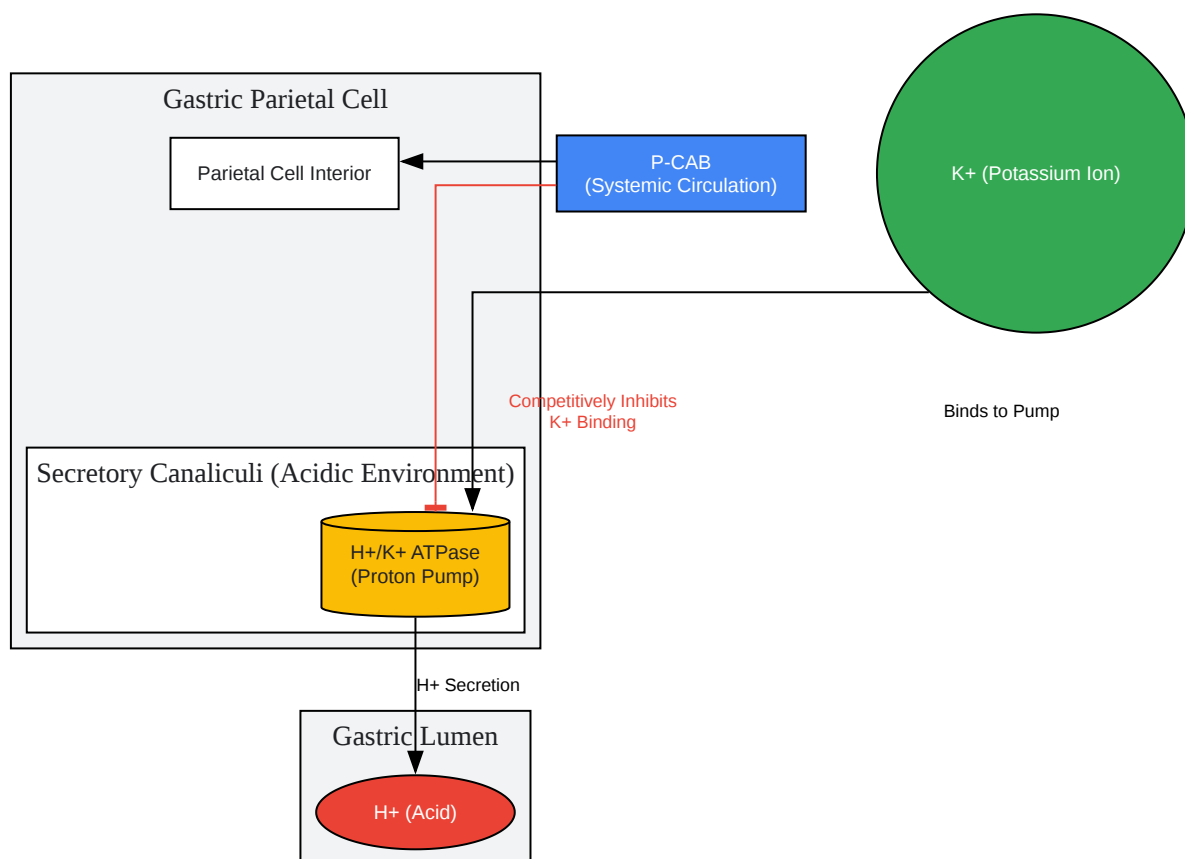 Gastric Parietal Cell
Parietal Cell Interior
P-CAB
(Systemic Circulation)
K+ (Potassium Ion)
Competitively Inhibits
K+ Binding
Binds to Pump
Secretory Canaliculi (Acidic Environment)
H+/K+ ATPase
(Proton Pump)
H+ Secretion
Gastric Lumen
H+ (Acid)